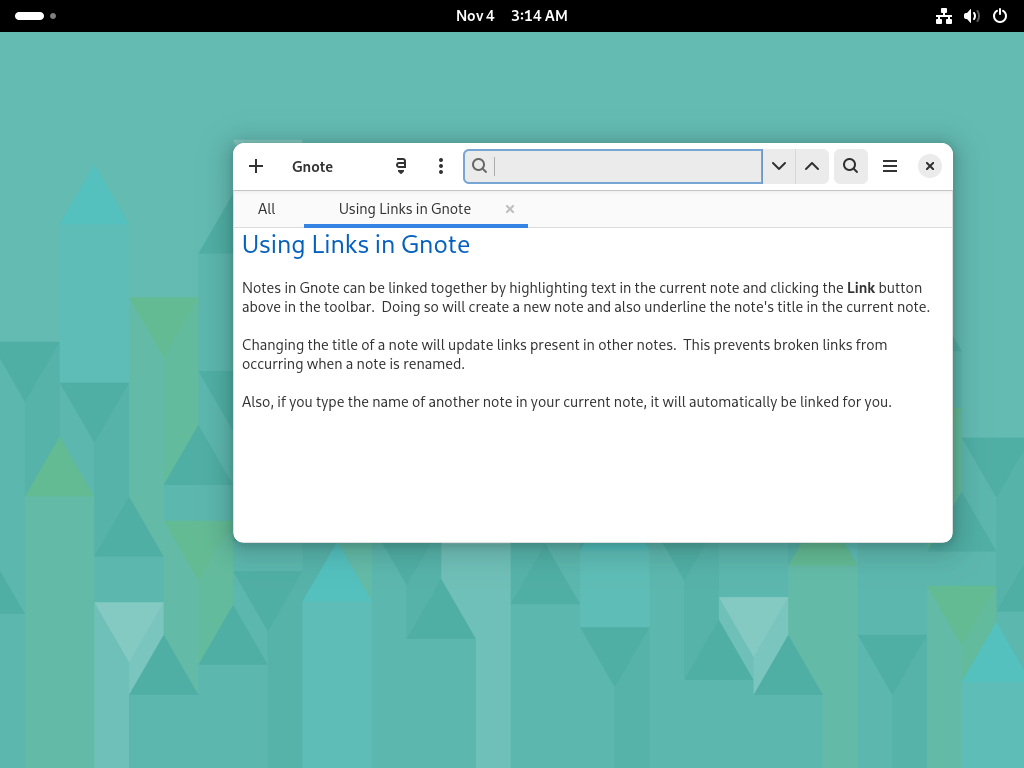 Nov 4 3:14 AM
Gnote
All
Using Links in Gnote
Using Links in Gnote
Notes in Gnote can be linked together by highlighting text in the current note and clicking the Link button
above in the toolbar. Doing so will create a new note and also underline the note's title in the current note.
Changing the title of a note will update links present in other notes. This prevents broken links from
occurring when a note is renamed.
Also, if you type the name of another note in your current note, it will automatically be linked for you.